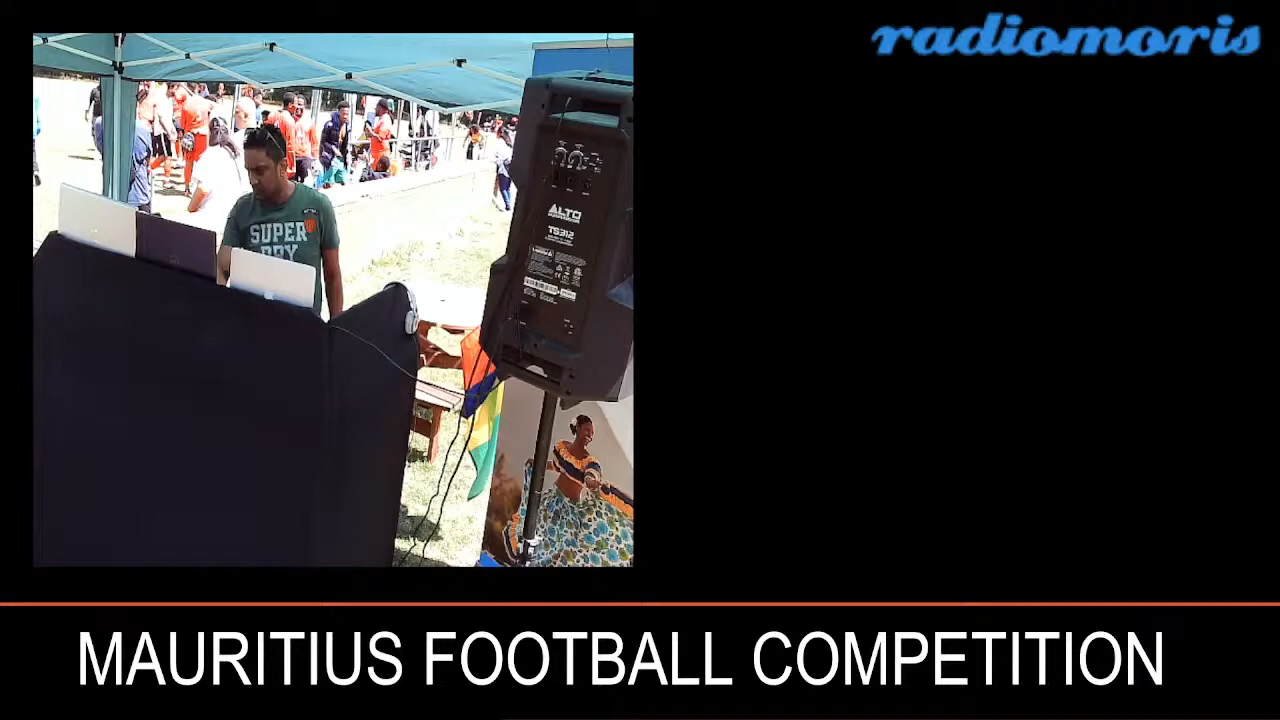 radiomoris
SUPER
DRY
ALTO
TS312
MAURITIUS FOOTBALL COMPETITION